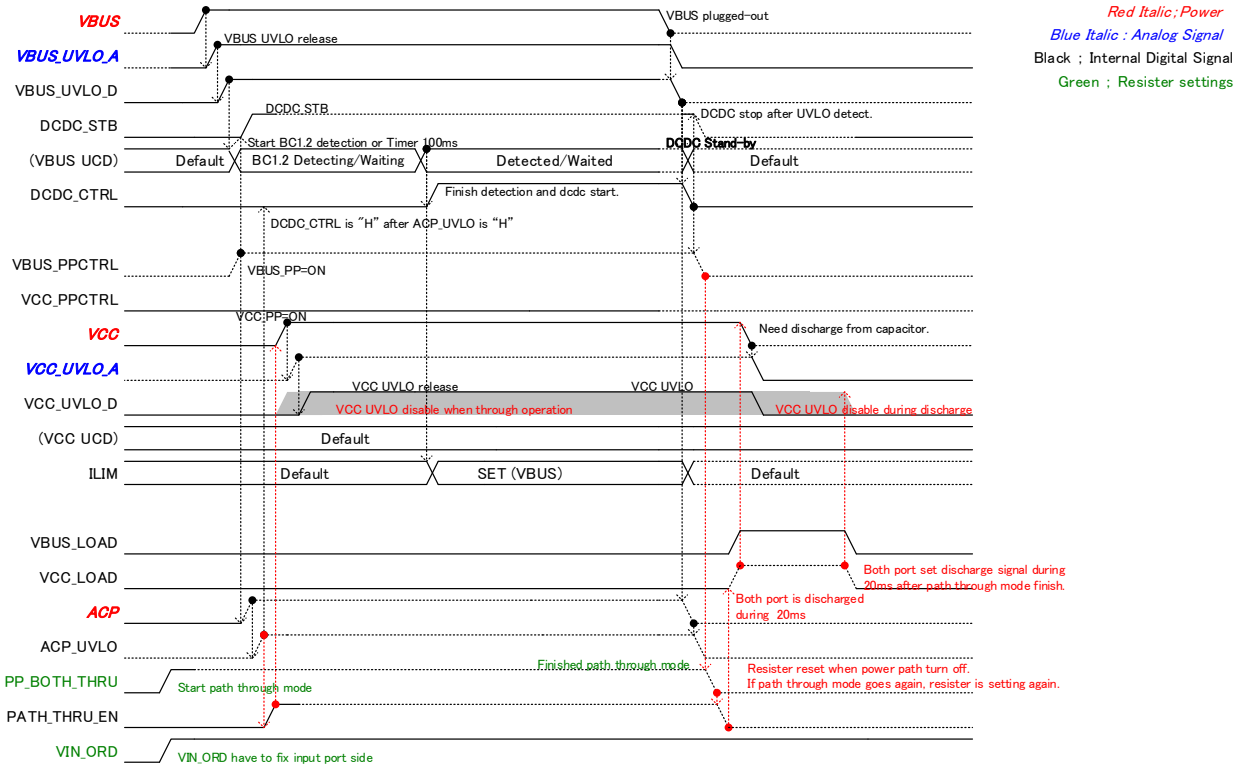 Red Italic ; Power
Blue Italic : Analog Signal
Black ; Internal Digital Signal
Green ; Resister settings
VBUS
VBUS plugged-out
VBUS_UVLO_A
VBUS UVLO release
VBUS_UVLO_D
DCDC_STB
DCDC_STB
DCDC stop after UVLO detect.
Start BC1.2 detection or Timer 100ms
DCDC Stand-by
(VBUS UCD)
Default
BC1.2 Detecting/Waiting
Detected/Waited
Default
DCDC_CTRL
Finish detection and dcdc start.
DCDC_CTRL is "H" after ACP_UVLO is "H"
VBUS_PPCTRL
VBUS_PP=ON
VCC_PPCTRL
VCC_PP=ON
VCC
Need discharge from capacitor.
VCC_UVLO_A
VCC UVLO release
VCC UVLO
VCC_UVLO_D
VCC UVLO disable when through operation
VCC UVLO disable during discharge
(VCC UCD)
Default
ILIM
Default
SET (VBUS)
Default
VBUS_LOAD
VCC_LOAD
Both port set discharge signal during
20ms after path through mode finish.
Both port is discharged
during 20ms
ACP
ACP_UVLO
Finished path through mode
PP_BOTH_THRU
Start path through mode
Resister reset when power path turn off.
If path through mode goes again, resister is setting again.
PATH_THRU_EN
VIN_ORD
VIN_ORD have to fix input port side